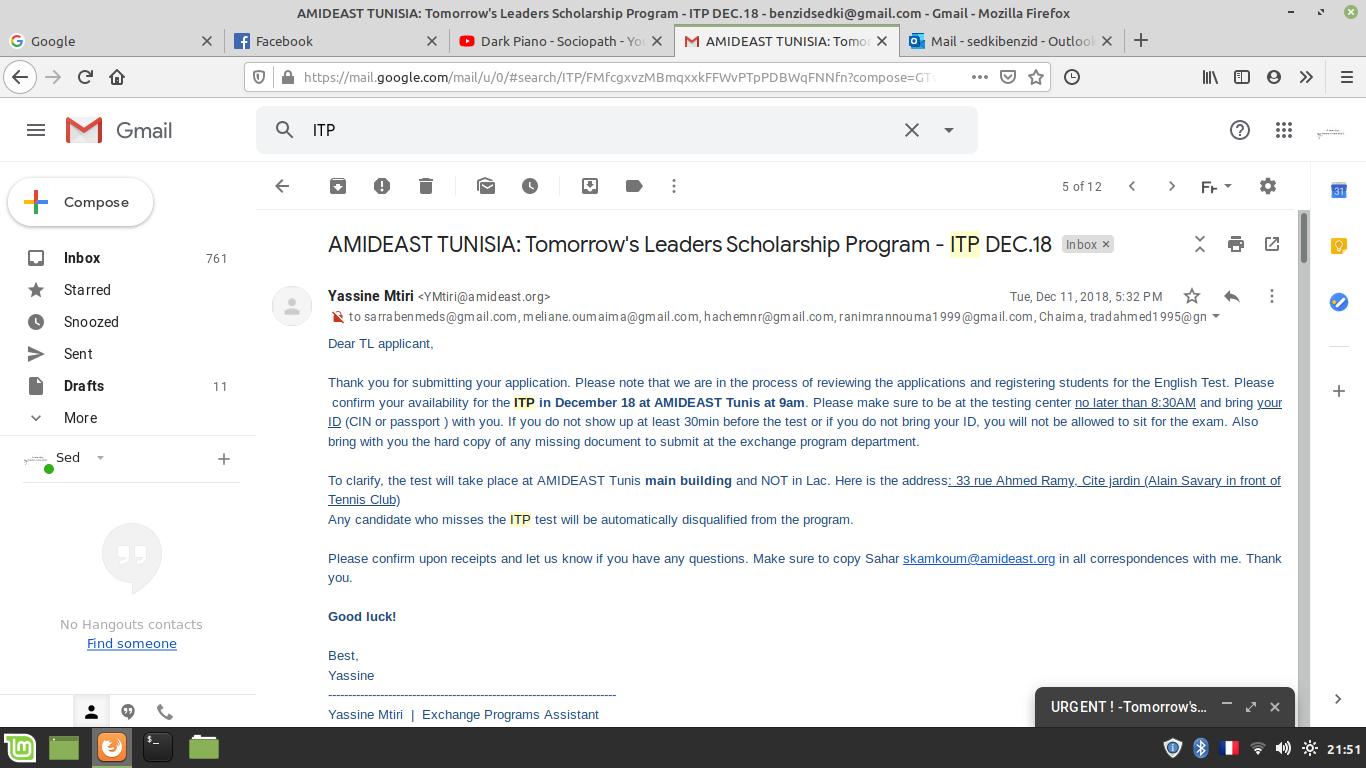 AMIDEAST TUNISIA: Tomorrow's Leaders Scholarship Program - ITP DEC.18 - benzidsedki@gmail.com - Gmail - Mozilla Firefox
Google
Facebook
Dark Piano - Sociopath - Yo
AMIDEAST TUNISIA: Tomor
Mail - sedkibenzid - Outlook
https://mail.google.com/mail/u/0/#search/ITP/FMfcgxvzMBmqxxkFFWvPTpPDBWqFNNfn?compose=GT
Gmail
ITP
Compose
5 of 12
31
Inbox 761
Starred
Snoozed
Sent
Drafts 11
More
Sed
No Hangouts contacts
Find someone
AMIDEAST TUNISIA: Tomorrow's Leaders Scholarship Program - ITP DEC.18 Inbox
Yassine Mtiri <YMtiri@amideast.org> Tue, Dec 11, 2018, 5:32 PM
to sarrabenmeds@gmail.com, meliane.oumaima@gmail.com, hachemnr@gmail.com, ranimrannouma1999@gmail.com, Chaima, tradahmed1995@gn
Dear TL applicant,
Thank you for submitting your application. Please note that we are in the process of reviewing the applications and registering students for the English Test. Please
confirm your availability for the ITP in December 18 at AMIDEAST Tunis at 9am. Please make sure to be at the testing center no later than 8:30AM and bring your
ID (CIN or passport ) with you. If you do not show up at least 30min before the test or if you do not bring your ID, you will not be allowed to sit for the exam. Also
bring with you the hard copy of any missing document to submit at the exchange program department.
To clarify, the test will take place at AMIDEAST Tunis main building and NOT in Lac. Here is the address: 33 rue Ahmed Ramy, Cite jardin (Alain Savary in front of
Tennis Club)
Any candidate who misses the ITP test will be automatically disqualified from the program.
Please confirm upon receipts and let us know if you have any questions. Make sure to copy Sahar skamkoum@amideast.org in all correspondences with me. Thank
you.
Good luck!
Best,
Yassine
------------------------------------------------------------------------
Yassine Mtiri | Exchange Programs Assistant
URGENT ! -Tomorrow's...
21:51